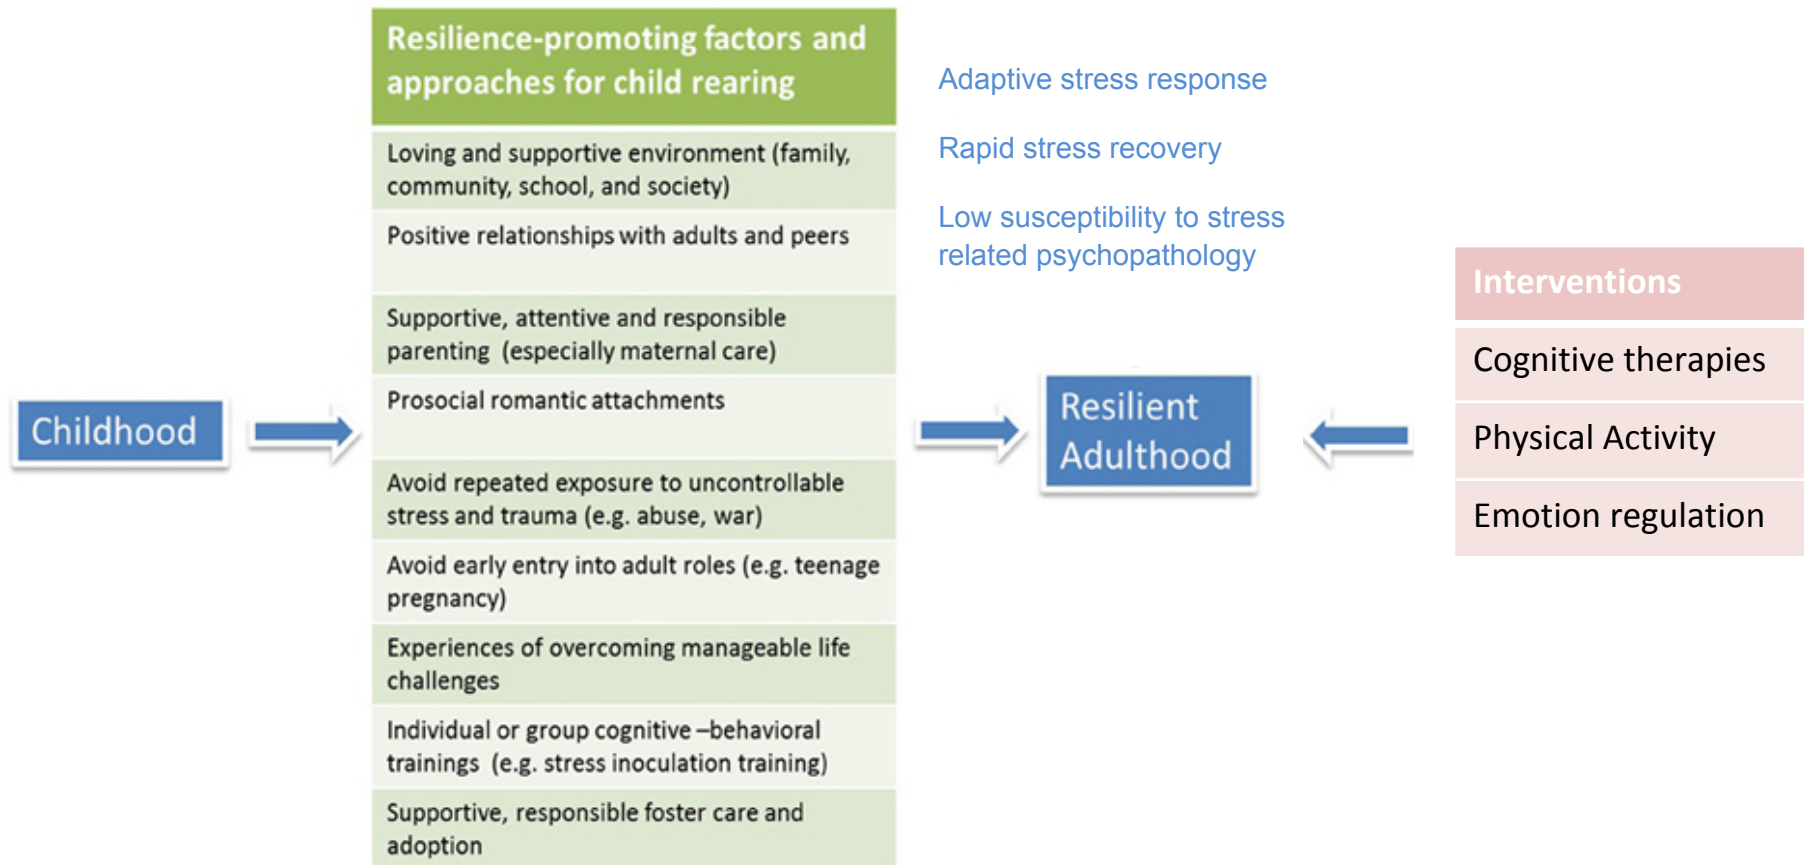 Childhood
Resilience-promoting factors and
approaches for child rearing
Loving and supportive environment (family,
community, school, and society)
Positive relationships with adults and peers
Supportive, attentive and responsible
parenting (especially maternal care)
Prosocial romantic attachments
Avoid repeated exposure to uncontrollable
stress and trauma (e.g. abuse, war)
Avoid early entry into adult roles (e.g. teenage
pregnancy)
Experiences of overcoming manageable life
challenges
Individual or group cognitive –behavioral
trainings (e.g. stress inoculation training)
Supportive, responsible foster care and
adoption
Adaptive stress response
Rapid stress recovery
Low susceptibility to stress
related psychopathology
Resilient
Adulthood
Interventions
Cognitive therapies
Physical Activity
Emotion regulation